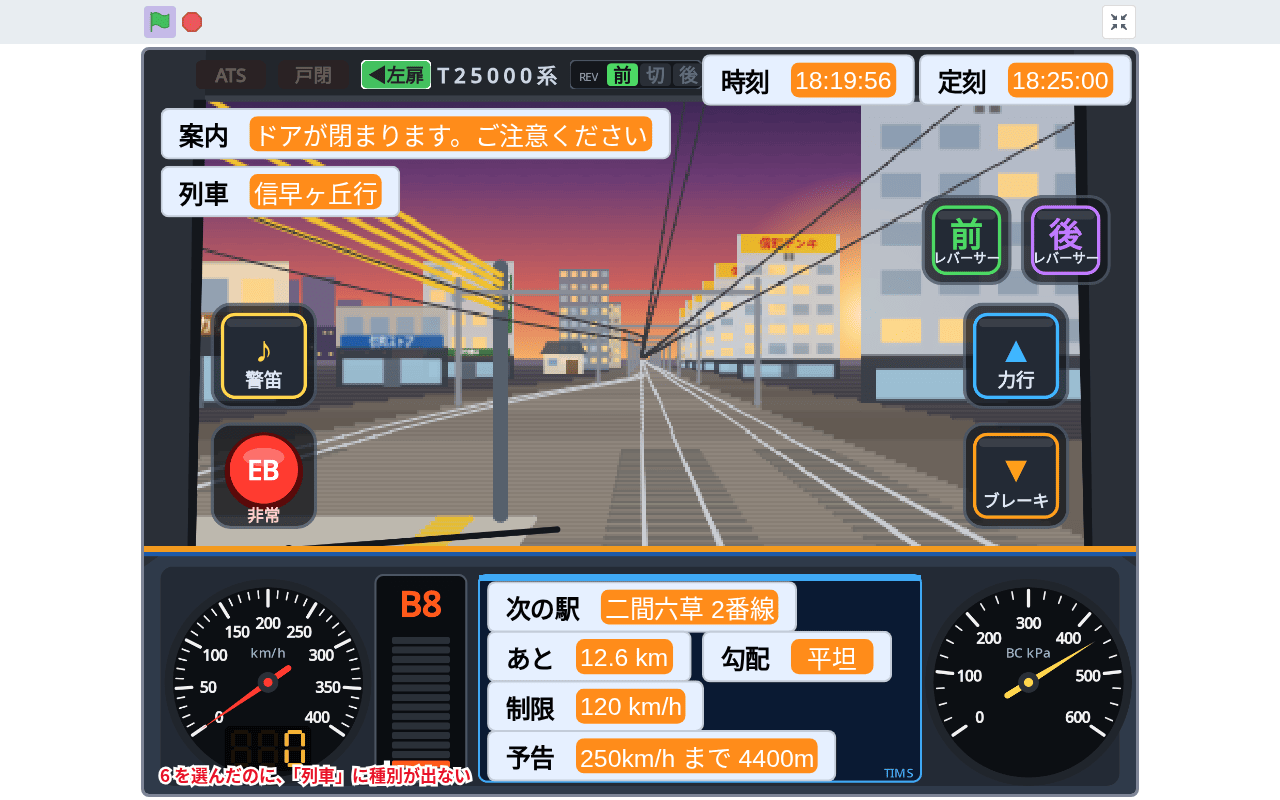 ATS 戸閉 ◀左扉 T25000系 REV 前 切 後
時刻 18:19:56 定刻 18:25:00
案内 ドアが閉まります。ご注意ください
列車 信早ヶ丘行
前
レバーサー
後
レバーサー
♪
警笛
▲
力行
EB
非常
▼
ブレーキ
0 50 100 150 200 250 300 350 400
km/h
0
B8
次の駅 二間六草 2番線
あと 12.6 km 勾配 平坦
制限 120 km/h
予告 250km/h まで 4400m
TIMS
0 100 200 300 400 500 600
BC kPa
６を選んだのに、「列車」に種別が出ない